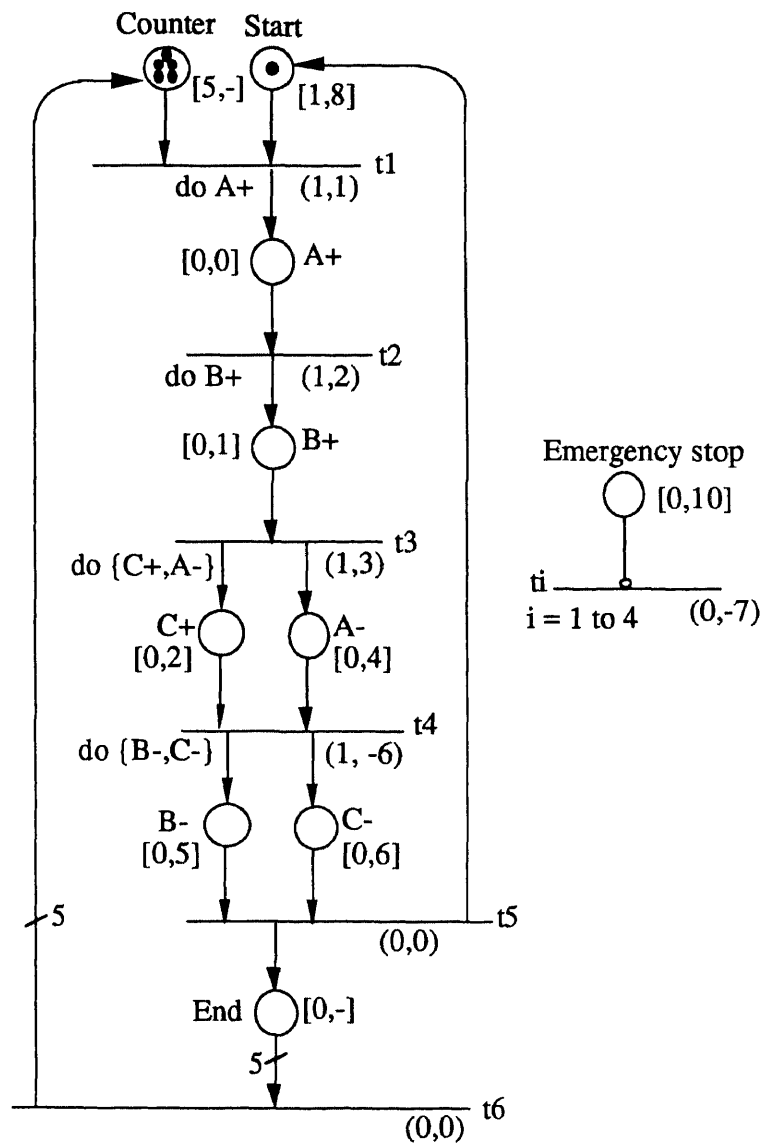 Counter Start
[5,-] [1,8]
t1
do A+ (1,1)
[0,0] A+
t2
do B+ (1,2)
[0,1] B+
t3
do {C+,A-} (1,3)
C+ A-
[0,2] [0,4]
t4
do {B-,C-} (1, -6)
B- C-
[0,5] [0,6]
5 t5
(0,0)
End [0,-]
5
t6
(0,0)
Emergency stop
[0,10]
ti
i = 1 to 4 (0,-7)